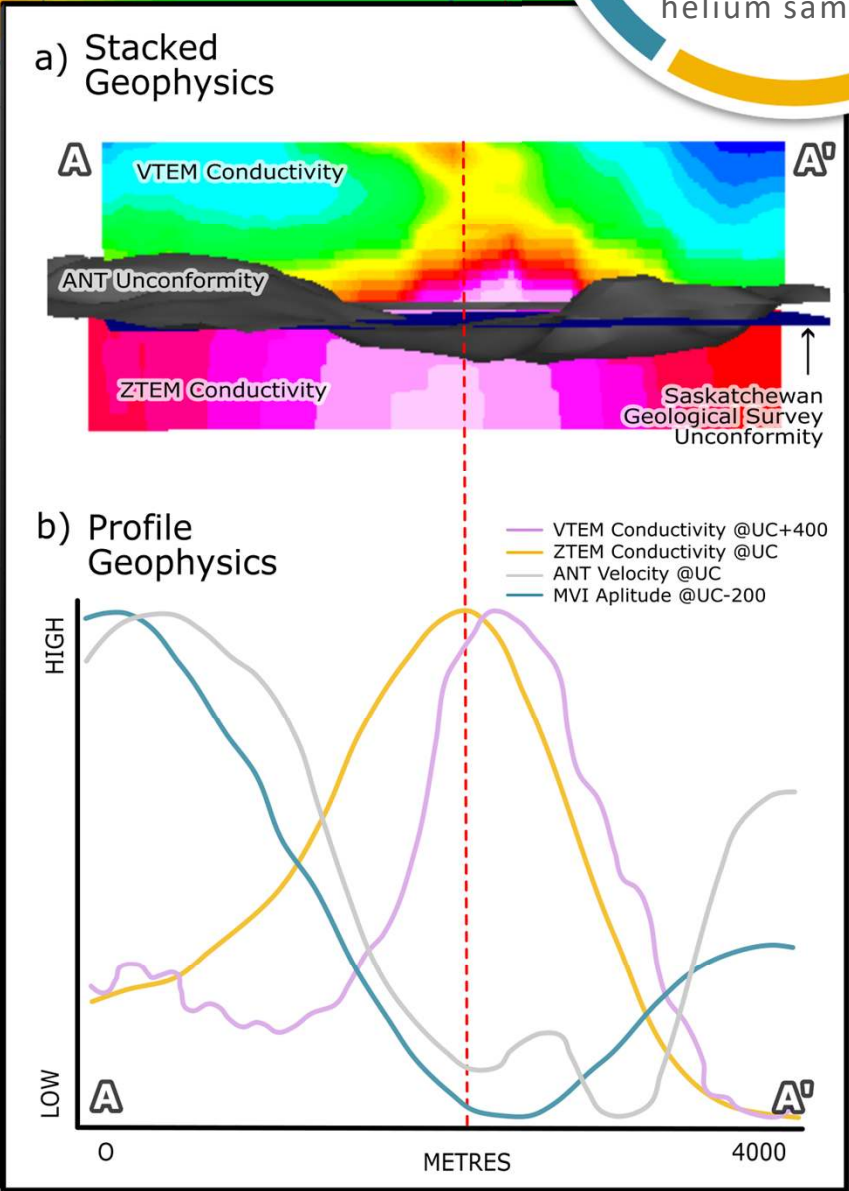 helium sam
a) Stacked
Geophysics
A
A'
VTEM Conductivity
ANT Unconformity
ZTEM Conductivity
Saskatchewan
Geological Survey
Unconformity
b) Profile
Geophysics
VTEM Conductivity @UC+400
ZTEM Conductivity @UC
ANT Velocity @UC
MVI Aplitude @UC-200
HIGH
LOW
A
A'
O
METRES
4000